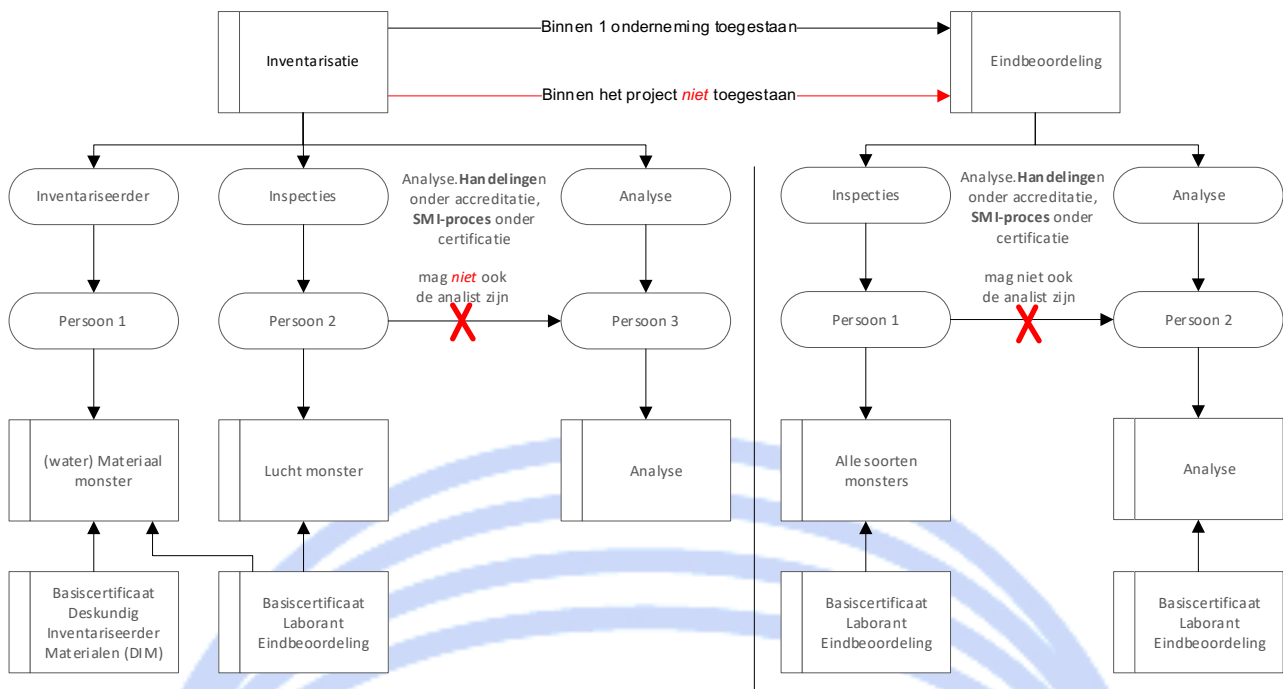 Binnen 1 onderneming toegestaan
Inventarisatie
Eindbeoordeling
Binnen het project niet toegestaan
Inventariseerder
Inspecties
Analyse.Handelingen
onder accreditatie,
SMI-proces onder
certificatie
Analyse
Inspecties
Analyse.Handelingen
onder accreditatie,
SMI-proces onder
certificatie
Analyse
mag niet ook
de analist zijn
mag niet ook
de analist zijn
Persoon 1
Persoon 2
Persoon 3
Persoon 1
Persoon 2
(water) Materiaal
monster
Lucht monster
Analyse
Alle soorten
monsters
Analyse
Basiscertificaat
Deskundig
Inventariseerder
Materialen (DIM)
Basiscertificaat
Laborant
Eindbeoordeling
Basiscertificaat
Laborant
Eindbeoordeling
Basiscertificaat
Laborant
Eindbeoordeling